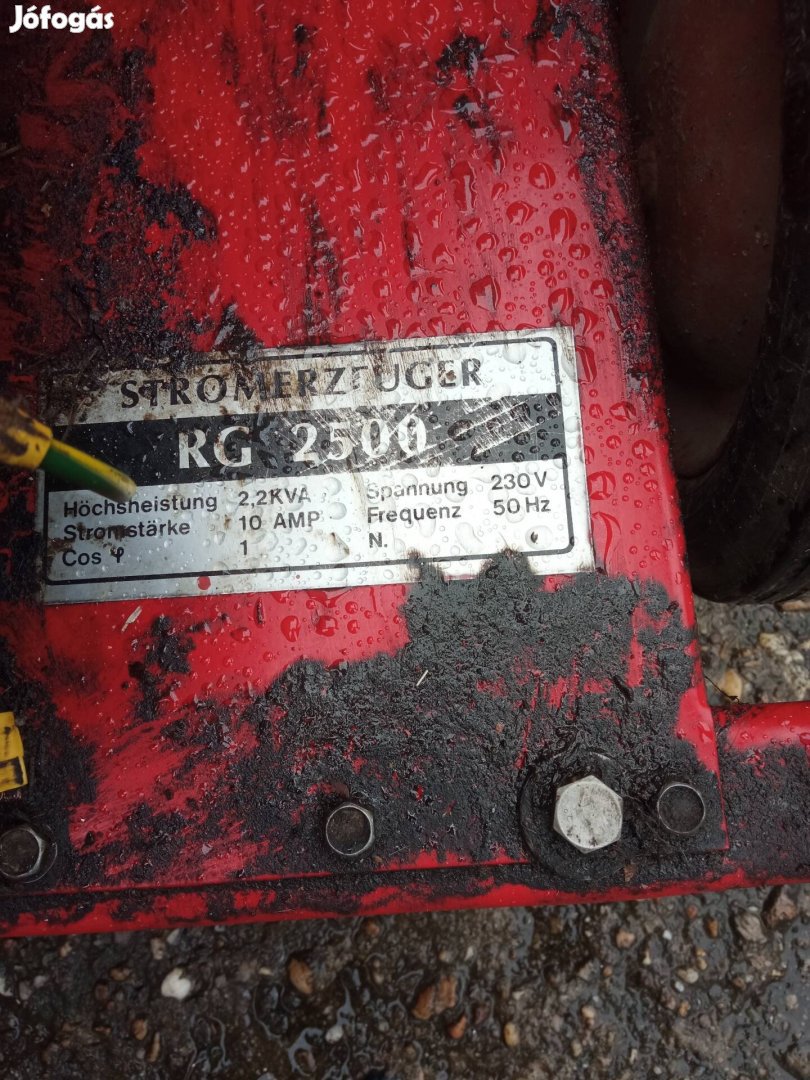 Jófogás
STROMERZEUGER
RG 2500
Höchsheistung 2,2KVA Spannung 230V
Stromstärke 10 AMP Frequenz 50 Hz
Cos φ 1 N.